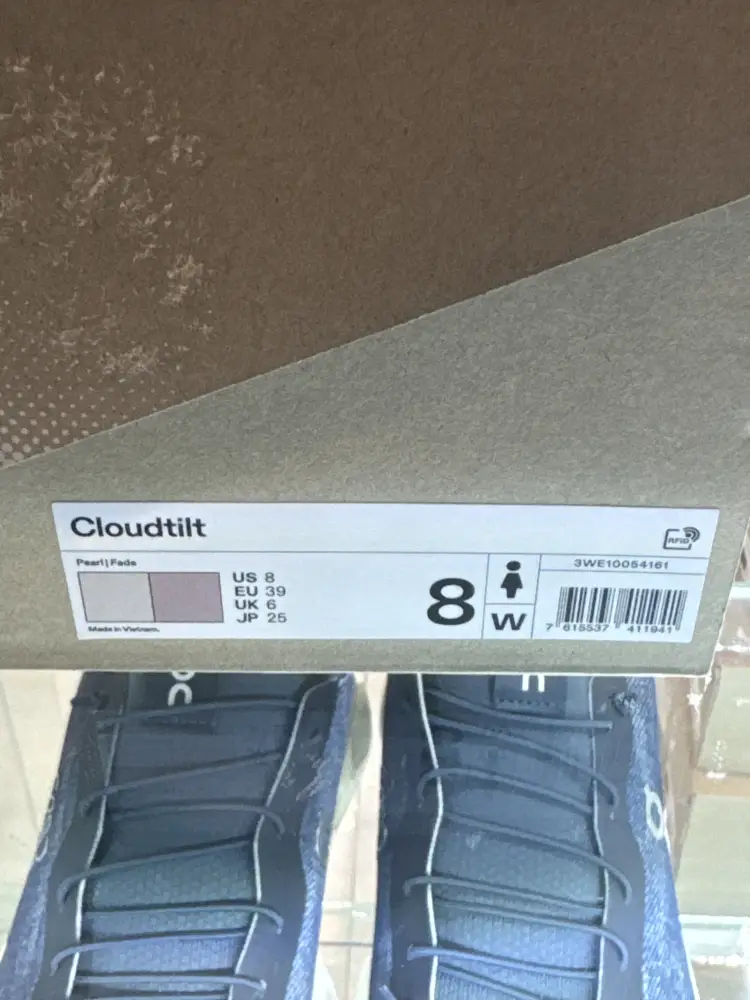 Cloudtilt
RFID
Pearl | Fade
3WE10054161
US 8
EU 39
UK 6
JP 25
8
W
Made in Vietnam.
7 615537 411941